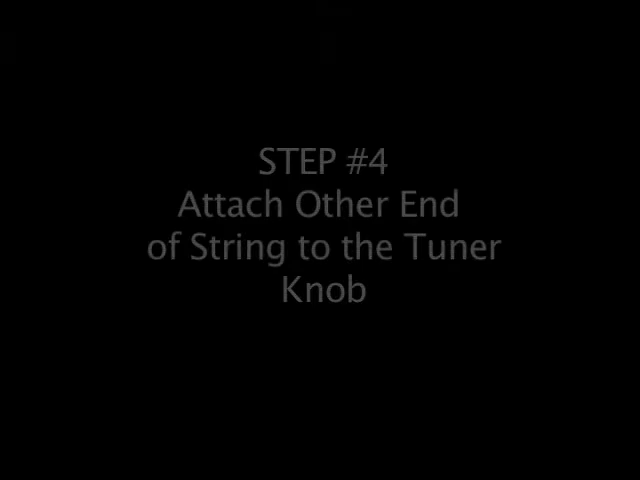 STEP #4
Attach Other End
of String to the Tuner
Knob